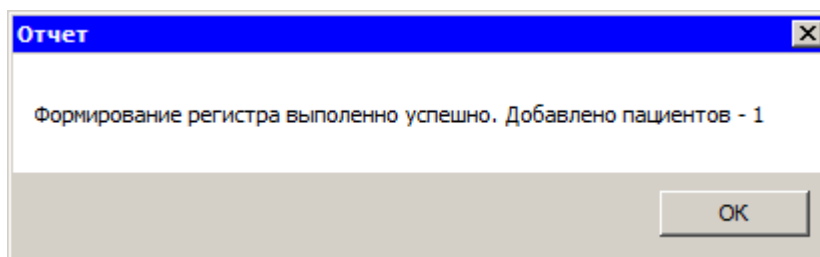 Отчет
Формирование регистра выполенно успешно. Добавлено пациентов - 1
OK